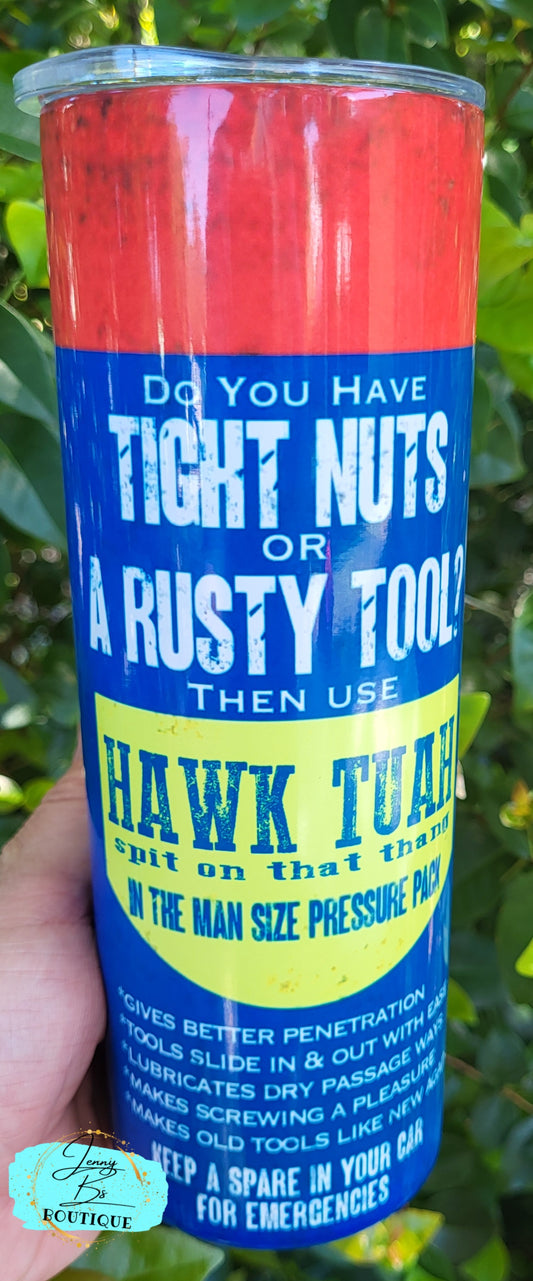 DO YOU HAVE
TIGHT NUTS
OR
A RUSTY TOOL?
THEN USE
HAWK TUAH
spit on that thang
IN THE MAN SIZE PRESSURE PACK
*GIVES BETTER PENETRATION
*TOOLS SLIDE IN & OUT WITH EASE
*LUBRICATES DRY PASSAGE WAYS
*MAKES SCREWING A PLEASURE
*MAKES OLD TOOLS LIKE NEW AGAIN
KEEP A SPARE IN YOUR CAR
FOR EMERGENCIES
Jenny
Bs
BOUTIQUE